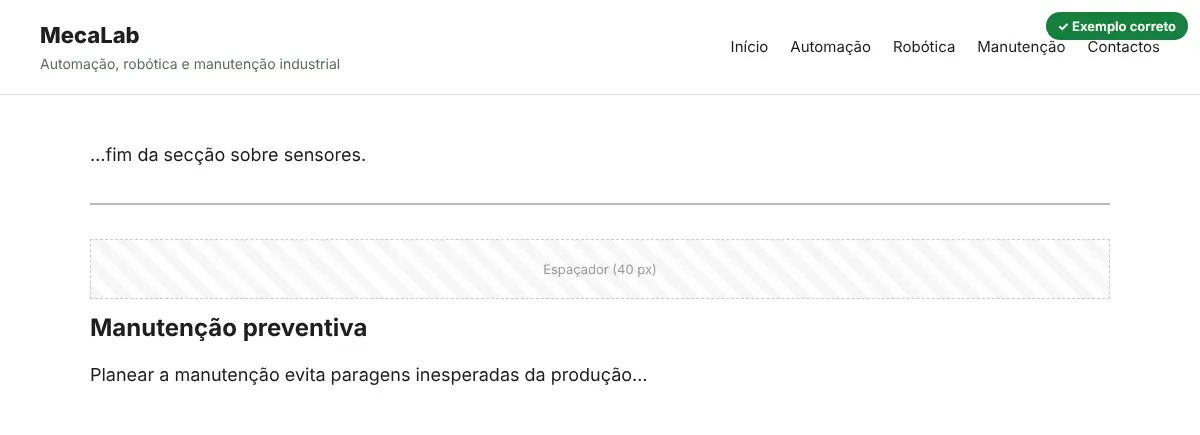 MecaLab
Automação, robótica e manutenção industrial
Início Automação Robótica Manutenção Contactos
✓ Exemplo correto
…fim da secção sobre sensores.
Espaçador (40 px)
Manutenção preventiva
Planear a manutenção evita paragens inesperadas da produção…